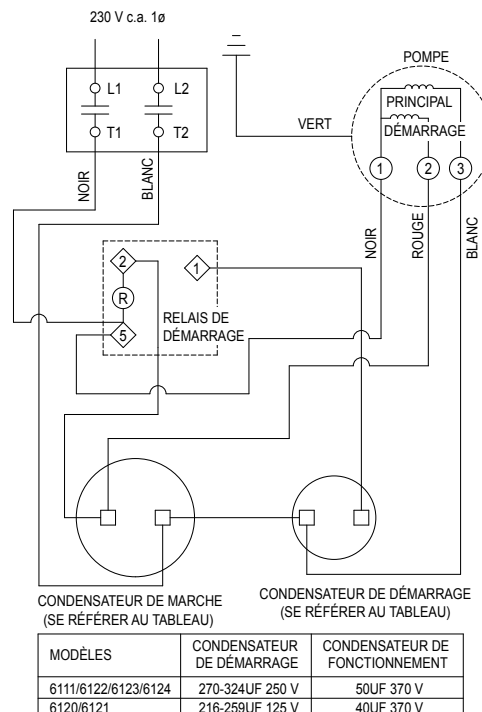 230 V c.a. 1ø
L1
L2
T1
T2
NOIR
BLANC
VERT
POMPE
PRINCIPAL
DÉMARRAGE
1
2
3
NOIR
ROUGE
BLANC
2
1
R
5
RELAIS DE
DÉMARRAGE
CONDENSATEUR DE MARCHE
(SE RÉFÉRER AU TABLEAU)
CONDENSATEUR DE DÉMARRAGE
(SE RÉFÉRER AU TABLEAU)
MODÈLES
CONDENSATEUR
DE DÉMARRAGE
CONDENSATEUR DE
FONCTIONNEMENT
6111/6122/6123/6124 270-324UF 250 V 50UF 370 V
6120/6121 216-259UF 125 V 40UF 370 V